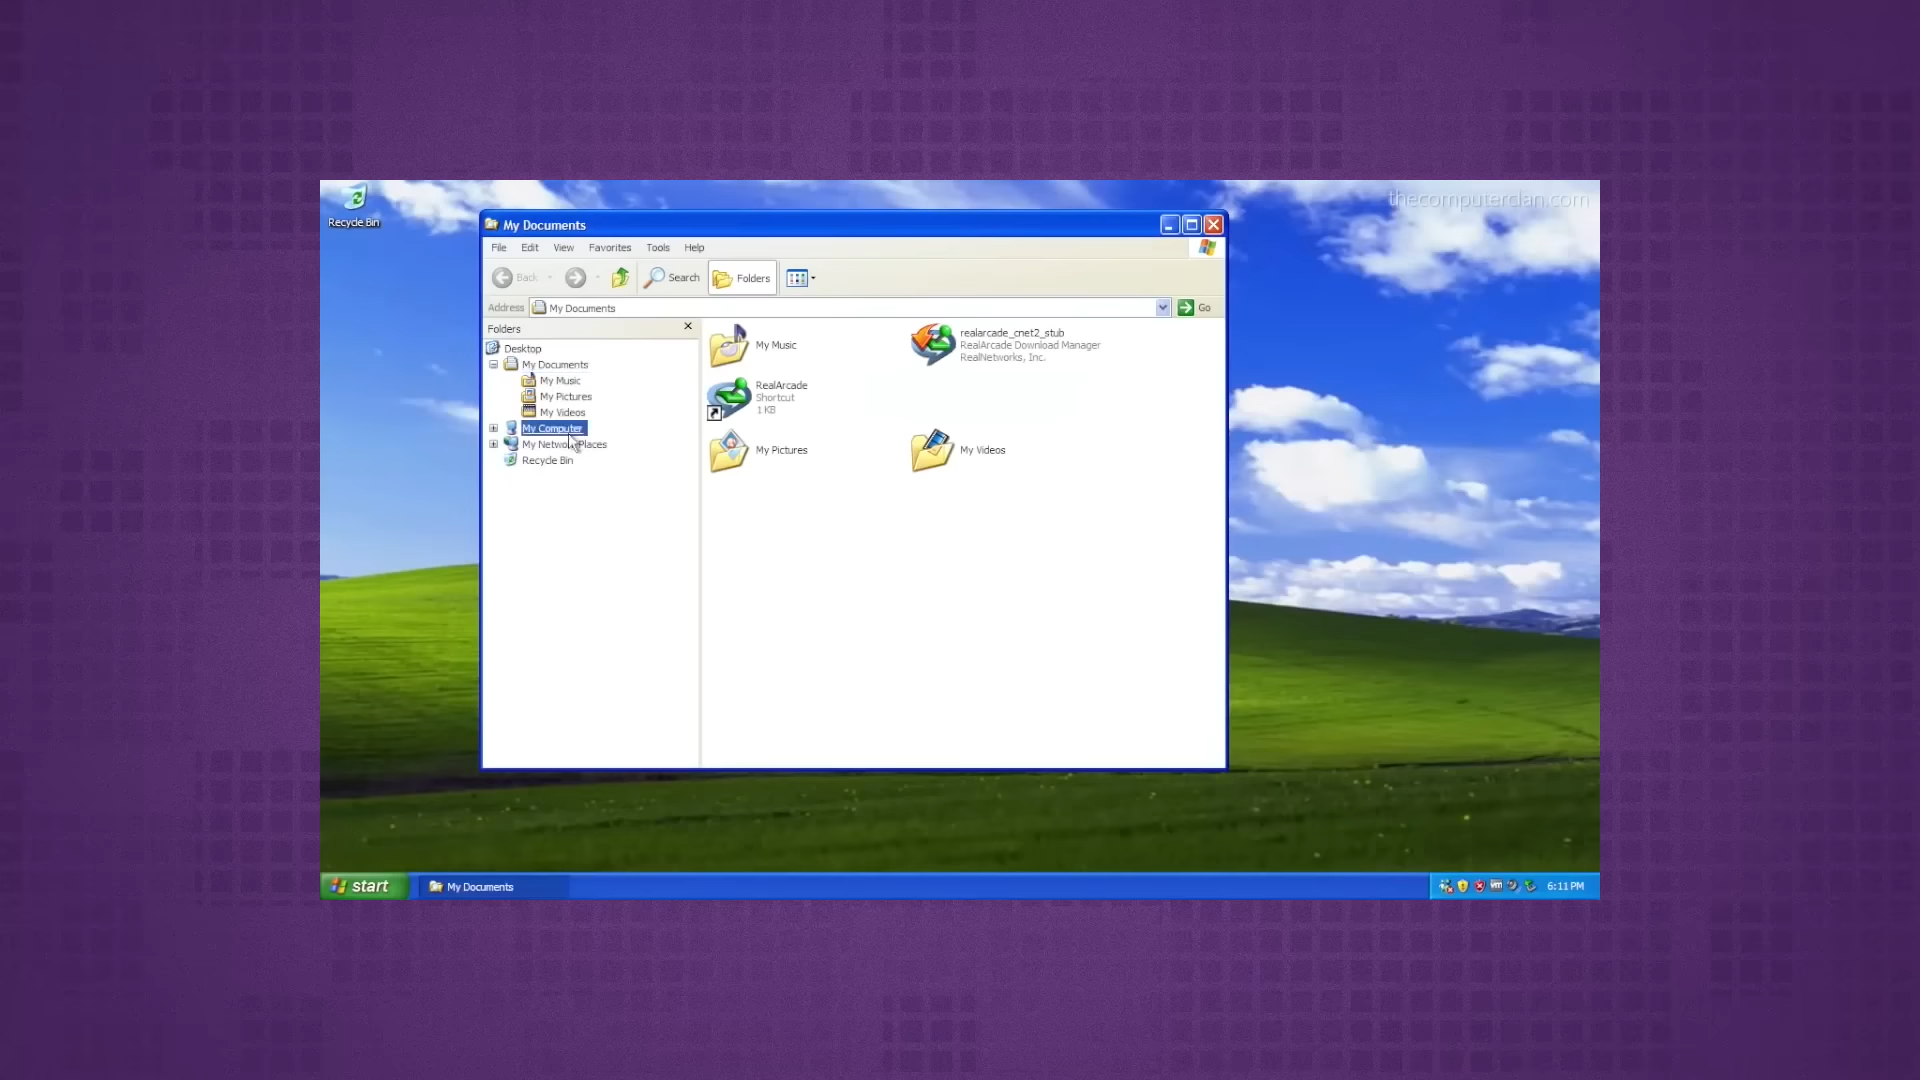 thecomputerclan.com
Recycle Bin
My Documents
File Edit View Favorites Tools Help
Back Search Folders
Address My Documents Go
Folders
Desktop
My Documents
My Music
My Pictures
My Videos
My Computer
My Network Places
Recycle Bin
My Music
realarcade_cnet2_stub
RealArcade Download Manager
RealNetworks, Inc.
RealArcade
Shortcut
1 KB
My Pictures
My Videos
start
My Documents
6:11 PM